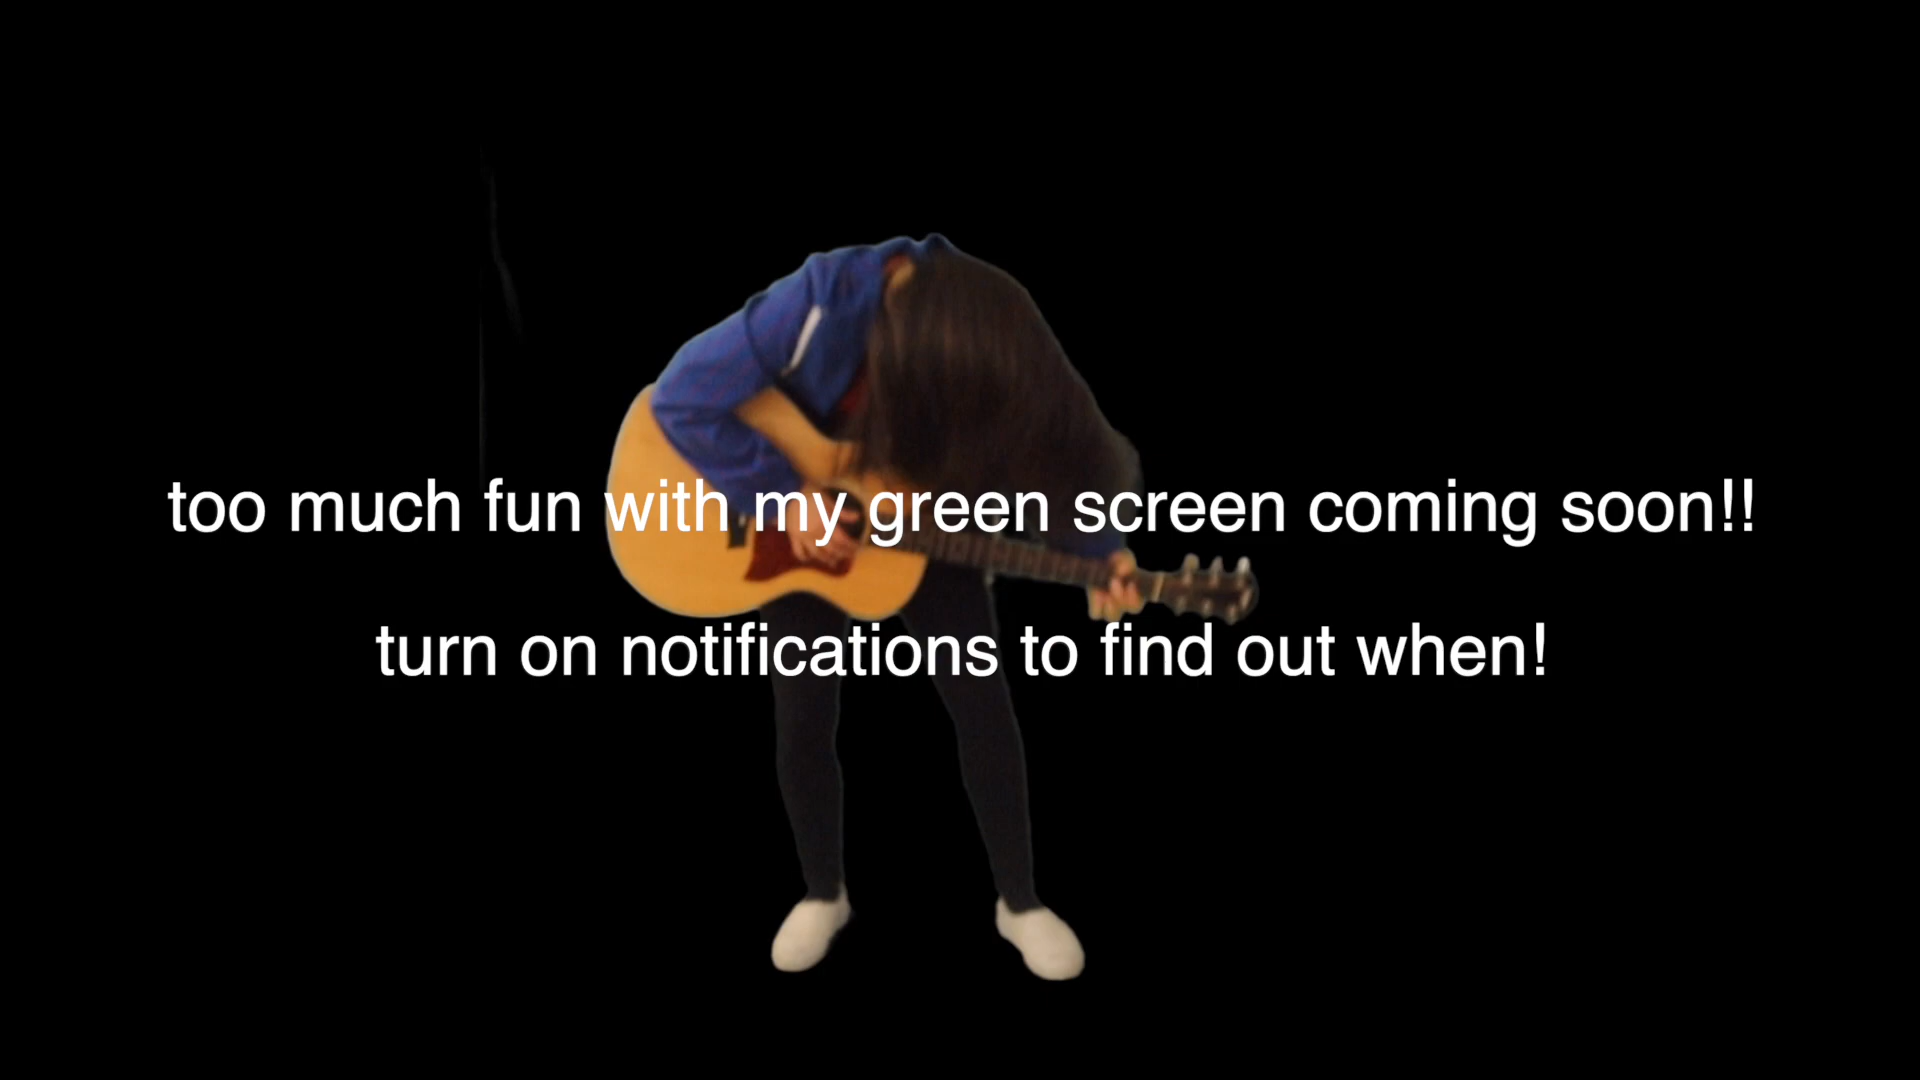 too much fun with my green screen coming soon!!
turn on notifications to find out when!